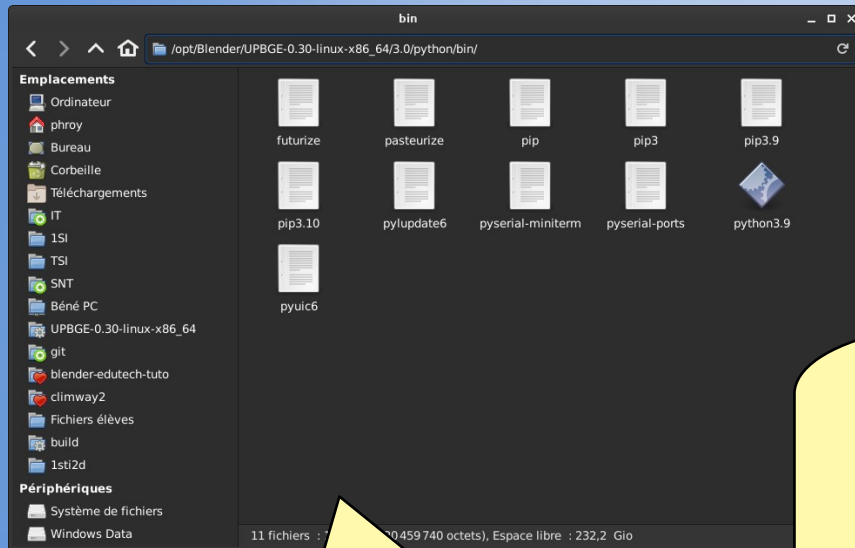 bin
/opt/Blender/UPBGE-0.30-linux-x86_64/3.0/python/bin/
Emplacements
Ordinateur
phroy
Bureau
Corbeille
Téléchargements
IT
1SI
TSI
SNT
Béné PC
UPBGE-0.30-linux-x86_64
git
blender-edutech-tuto
climway2
Fichiers élèves
build
1sti2d
Périphériques
Système de fichiers
Windows Data
futurize
pasteurize
pip
pip3
pip3.9
pip3.10
pylupdate6
pyserial-miniterm
pyserial-ports
python3.9
pyuic6
11 fichiers : 459 740 octets), Espace libre : 232,2 Gio